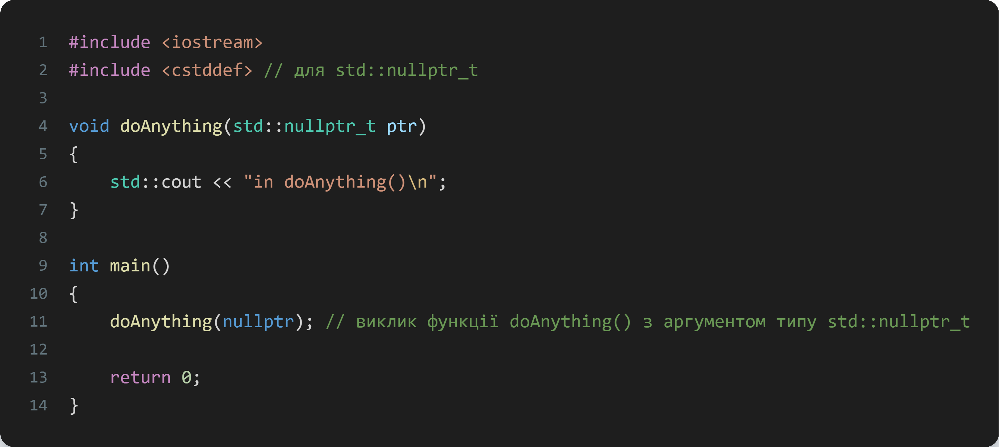 1 #include <iostream>
2 #include <cstddef> // для std::nullptr_t
3
4 void doAnything(std::nullptr_t ptr)
5 {
6     std::cout << "in doAnything()\n";
7 }
8
9 int main()
10 {
11     doAnything(nullptr); // виклик функції doAnything() з аргументом типу std::nullptr_t
12
13     return 0;
14 }